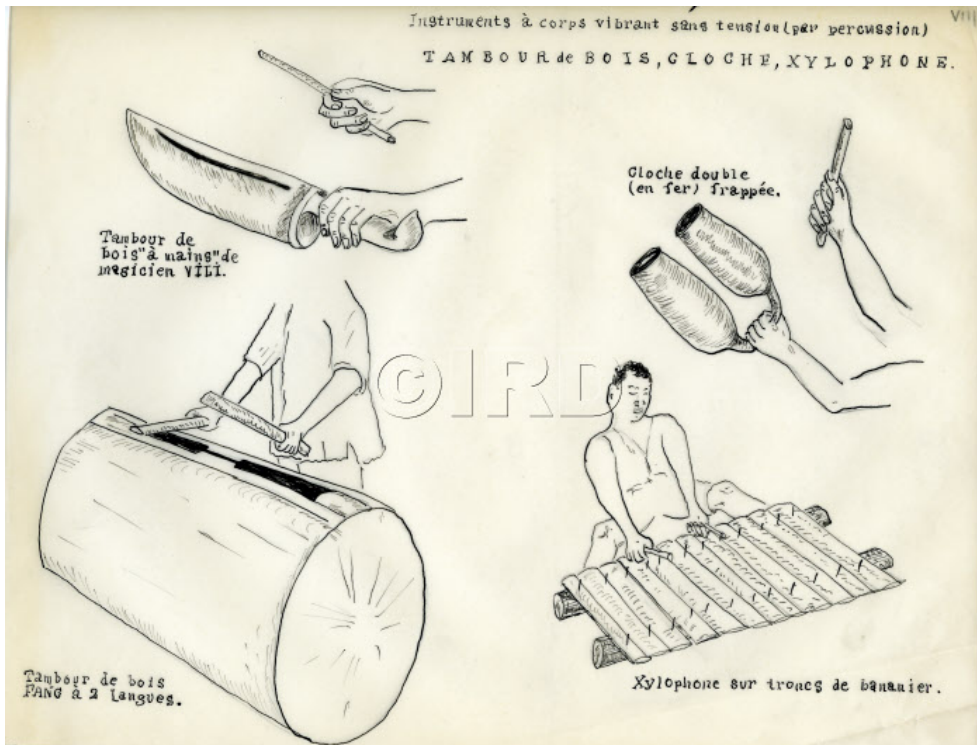 VIII
Instruments à corps vibrant sans tension(par percussion)
TAMBOUR de BOIS, CLOCHE, XYLOPHONE.
Cloche double
(en fer) frappée.
Tambour de
bois"à mains"de
magicien VILI.
©IRD
Tambour de bois
FANG à 2 langues.
Xylophone sur troncs de bananier.